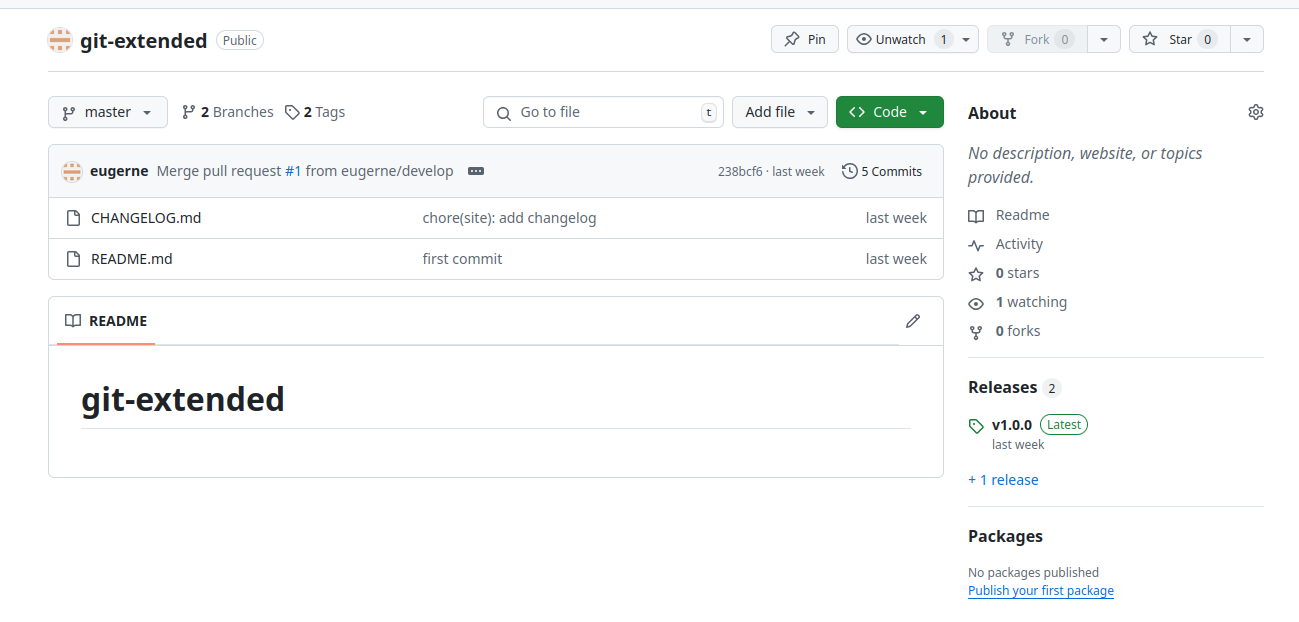 git-extended Public Pin Unwatch 1 Fork 0 Star 0
master 2 Branches 2 Tags Go to file t Add file Code
eugerne Merge pull request #1 from eugerne/develop 238bcf6 · last week 5 Commits
CHANGELOG.md chore(site): add changelog last week
README.md first commit last week
README
git-extended
About
No description, website, or topics
provided.
Readme
Activity
0 stars
1 watching
0 forks
Releases 2
v1.0.0 Latest
last week
+ 1 release
Packages
No packages published
Publish your first package